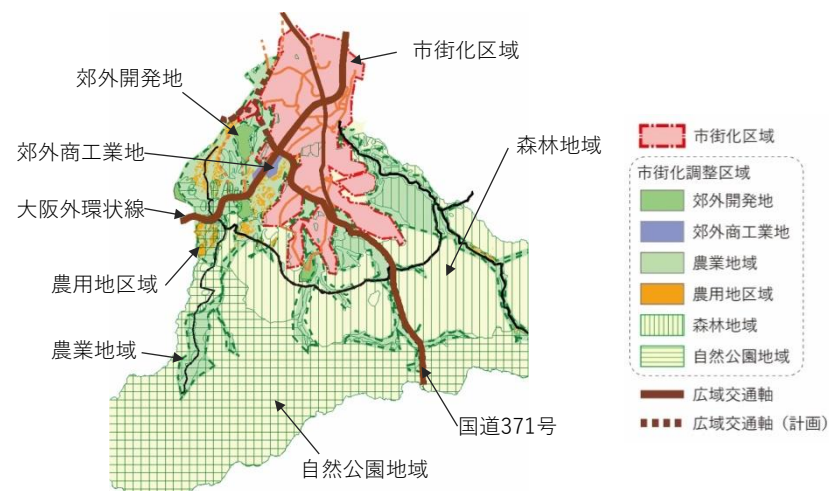 市街化区域
郊外開発地
郊外商工業地
森林地域
大阪外環状線
農用地区域
農業地域
国道371号
自然公園地域
市街化区域
市街化調整区域
郊外開発地
郊外商工業地
農業地域
農用地区域
森林地域
自然公園地域
広域交通軸
広域交通軸（計画）